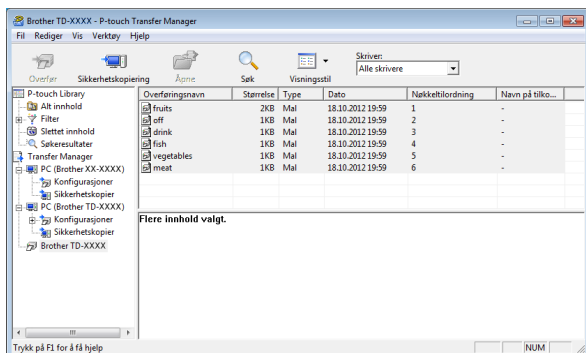 Brother TD-XXXX - P-touch Transfer Manager
Fil Rediger Vis Verktøy Hjelp
Overfør Sikkerhetskopiering Åpne Søk Visningsstil
Skriver:
Alle skrivere
P-touch Library
Alt innhold
Filter
Slettet innhold
Søkeresultater
Transfer Manager
PC (Brother XX-XXXX)
Konfigurasjoner
Sikkerhetskopier
PC (Brother TD-XXXX)
Konfigurasjoner
Sikkerhetskopier
Brother TD-XXXX
Overføringsnavn Størrelse Type Dato Nøkkeltilordning Navn på tilko...
fruits 2KB Mal 18.10.2012 19:59 1 -
off 1KB Mal 18.10.2012 19:59 2 -
drink 1KB Mal 18.10.2012 19:59 3 -
fish 1KB Mal 18.10.2012 19:59 4 -
vegetables 1KB Mal 18.10.2012 19:59 5 -
meat 1KB Mal 18.10.2012 19:59 6 -
Flere innhold valgt.
Trykk på F1 for å få hjelp
NUM